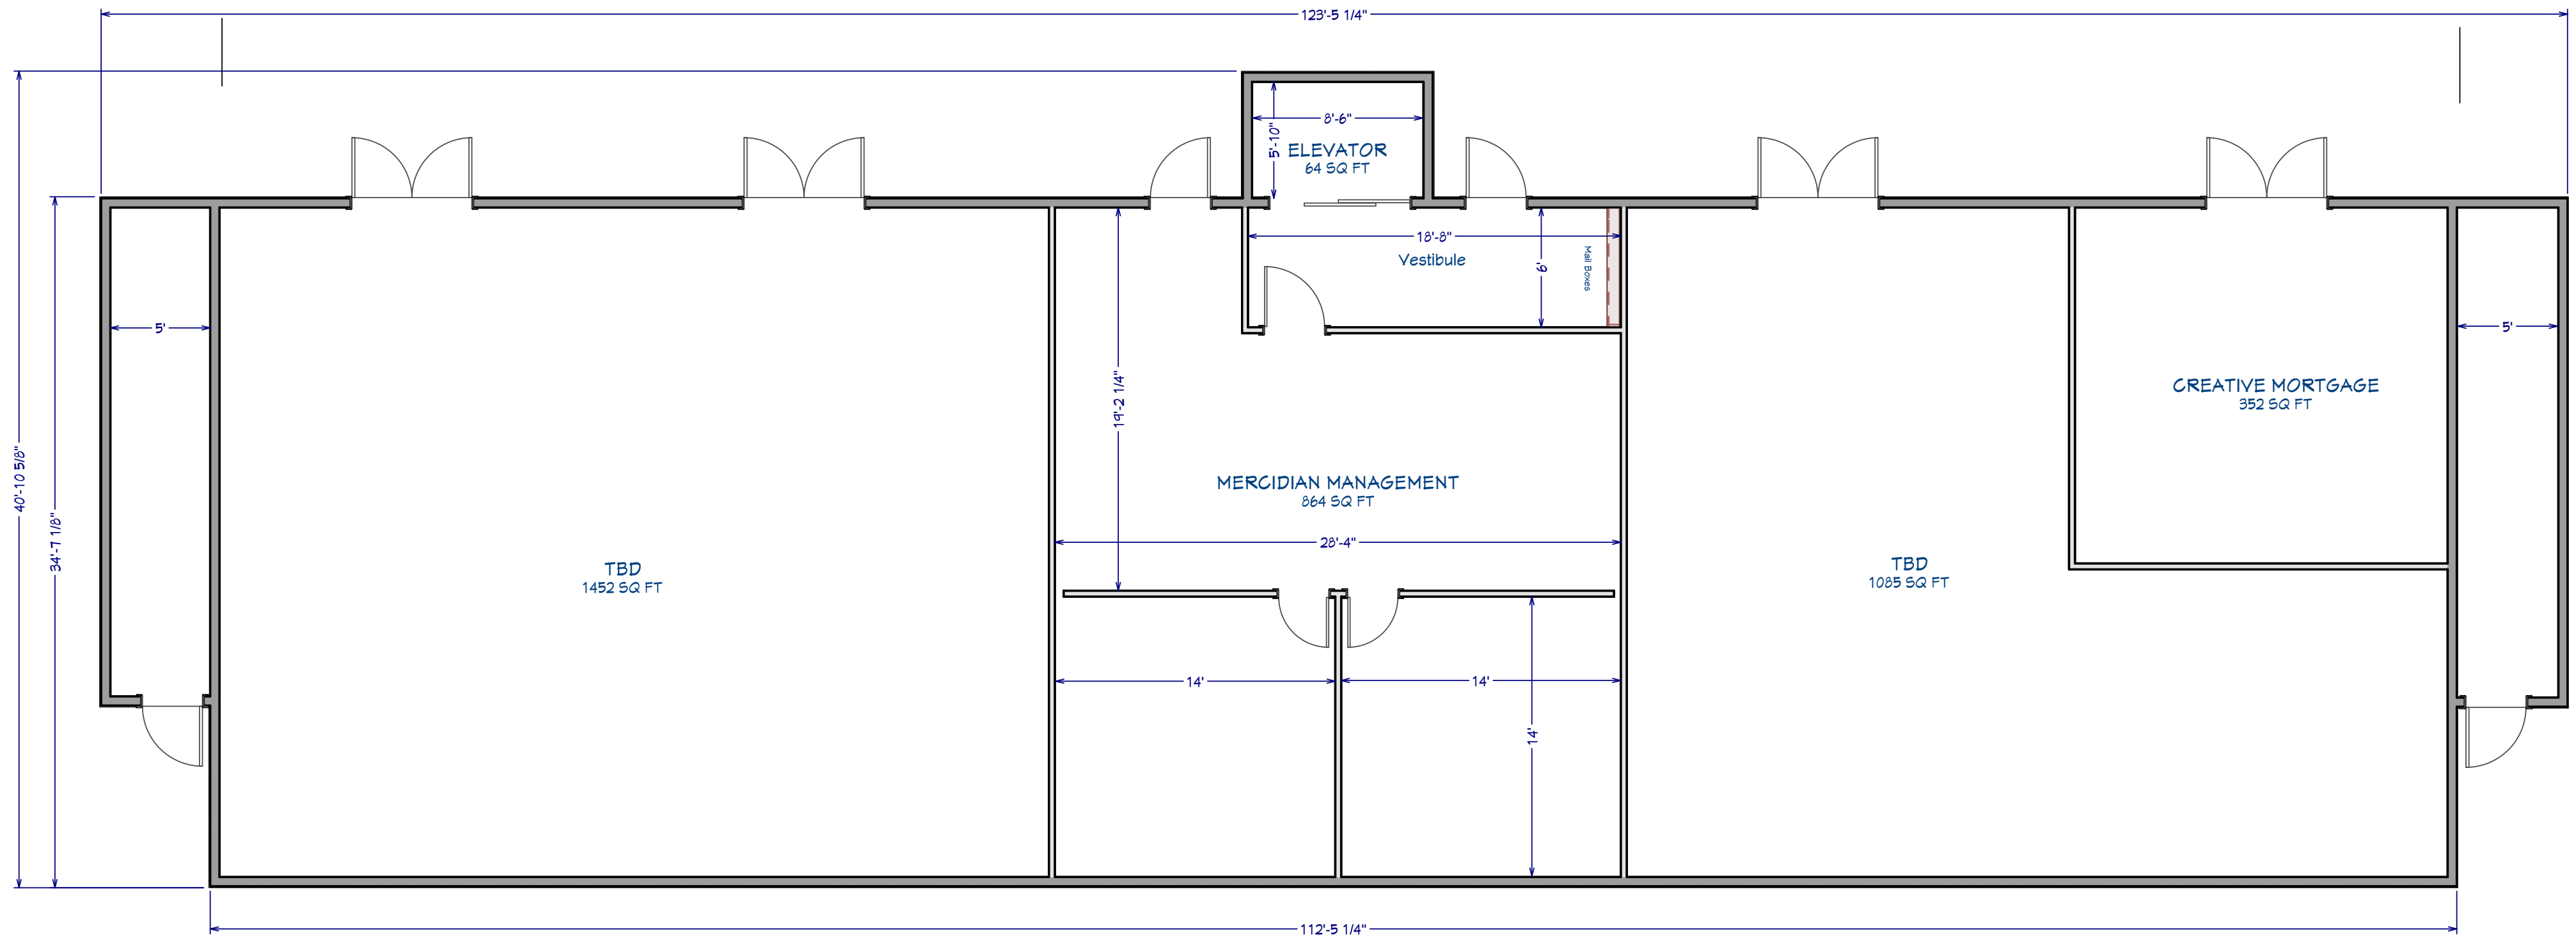 123'-5 1/4"
8'-6"
5'-10"
ELEVATOR
64 SQ FT
18'-8"
Vestibule
6'
Mail Boxes
5'
5'
19'-2 1/4"
CREATIVE MORTGAGE
352 SQ FT
40'-10 5/8"
34'-7 1/8"
MERCIDIAN MANAGEMENT
864 SQ FT
28'-4"
TBD
1452 SQ FT
TBD
1085 SQ FT
14'
14'
14'
112'-5 1/4"